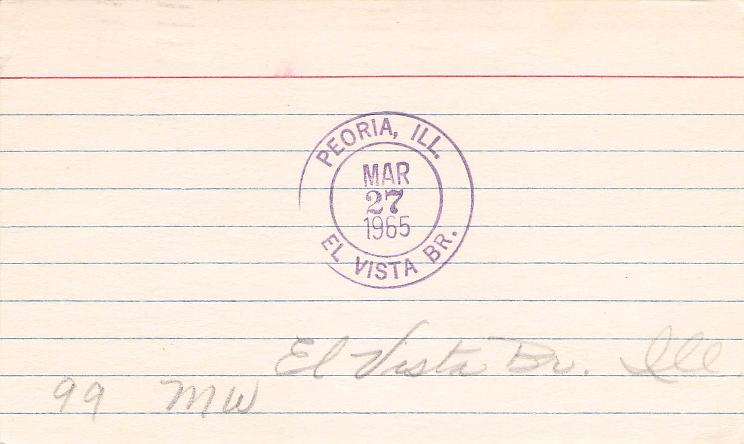 PEORIA, ILL.
MAR
27
1965
EL VISTA BR.
El Vista Br. Ill
99 MW